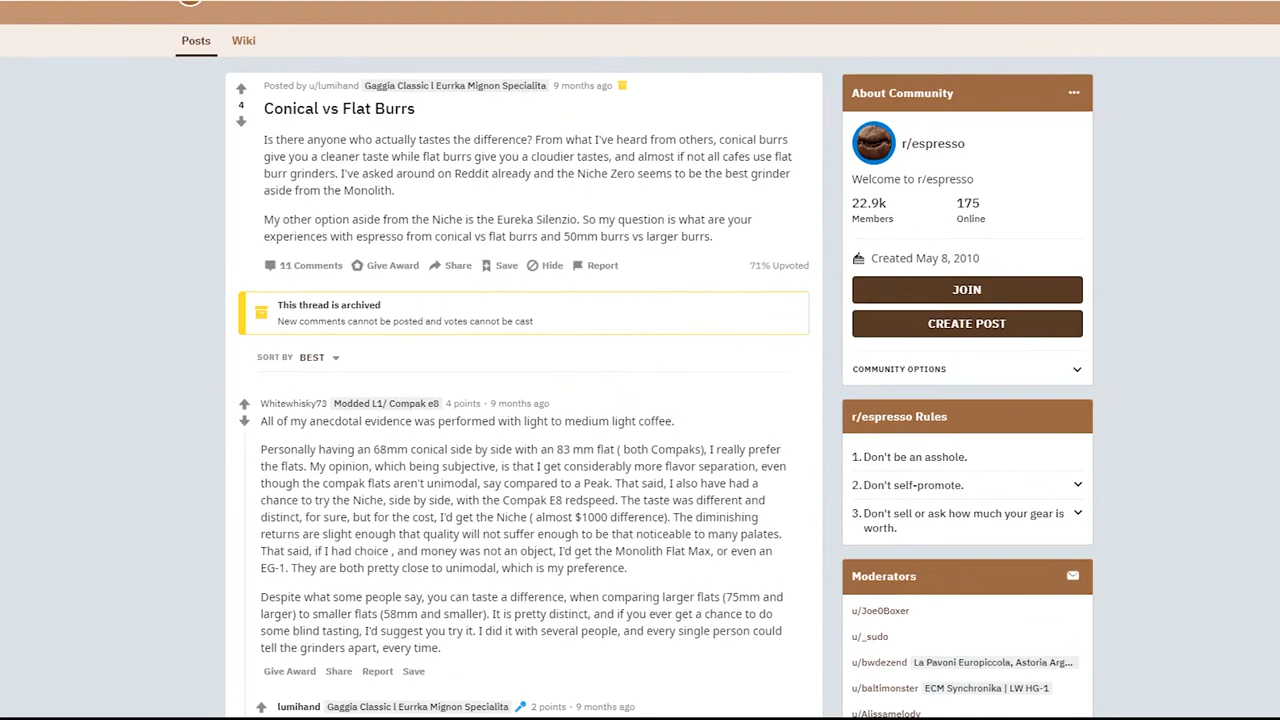 Posts
Wiki
Posted by u/lumihand Gaggia Classic l Eurrka Mignon Specialita 9 months ago
4
Conical vs Flat Burrs
Is there anyone who actually tastes the difference? From what I've heard from others, conical burrs
give you a cleaner taste while flat burrs give you a cloudier tastes, and almost if not all cafes use flat
burr grinders. I've asked around on Reddit already and the Niche Zero seems to be the best grinder
aside from the Monolith.
My other option aside from the Niche is the Eureka Silenzio. So my question is what are your
experiences with espresso from conical vs flat burrs and 50mm burrs vs larger burrs.
11 Comments Give Award Share Save Hide Report 71% Upvoted
This thread is archived
New comments cannot be posted and votes cannot be cast
SORT BY BEST
Whitewhisky73 Modded L1/ Compak e8 4 points · 9 months ago
All of my anecdotal evidence was performed with light to medium light coffee.
Personally having an 68mm conical side by side with an 83 mm flat ( both Compaks), I really prefer
the flats. My opinion, which being subjective, is that I get considerably more flavor separation, even
though the compak flats aren't unimodal, say compared to a Peak. That said, I also have had a
chance to try the Niche, side by side, with the Compak E8 redspeed. The taste was different and
distinct, for sure, but for the cost, I'd get the Niche ( almost $1000 difference). The diminishing
returns are slight enough that quality will not suffer enough to be that noticeable to many palates.
That said, if I had choice , and money was not an object, I'd get the Monolith Flat Max, or even an
EG-1. They are both pretty close to unimodal, which is my preference.
Despite what some people say, you can taste a difference, when comparing larger flats (75mm and
larger) to smaller flats (58mm and smaller). It is pretty distinct, and if you ever get a chance to do
some blind tasting, I'd suggest you try it. I did it with several people, and every single person could
tell the grinders apart, every time.
Give Award Share Report Save
lumihand Gaggia Classic l Eurrka Mignon Specialita 2 points · 9 months ago
About Community
r/espresso
Welcome to r/espresso
22.9k 175
Members Online
Created May 8, 2010
JOIN
CREATE POST
COMMUNITY OPTIONS
r/espresso Rules
1. Don't be an asshole.
2. Don't self-promote.
3. Don't sell or ask how much your gear is
worth.
Moderators
u/Joe0Boxer
u/_sudo
u/bwdezend La Pavoni Europiccola, Astoria Arg...
u/baltimonster ECM Synchronika | LW HG-1
u/Alissamelody